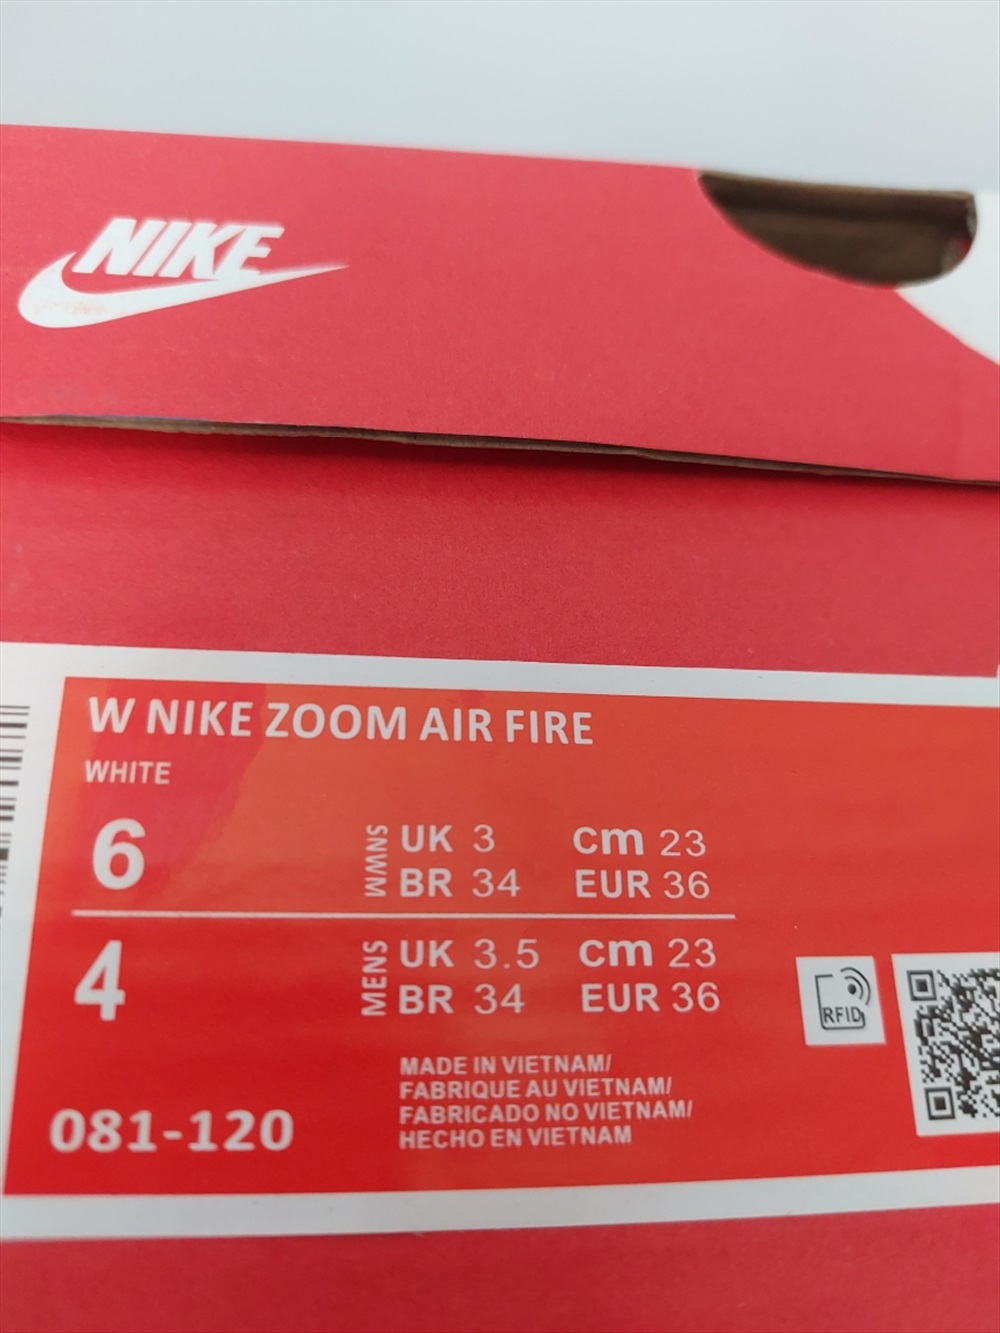 NIKE
W NIKE ZOOM AIR FIRE
WHITE
6
WMNS
UK 3 cm 23
BR 34 EUR 36
4
MENS
UK 3.5 cm 23
BR 34 EUR 36
MADE IN VIETNAM/
FABRIQUE AU VIETNAM/
FABRICADO NO VIETNAM/
HECHO EN VIETNAM
081-120
RFID